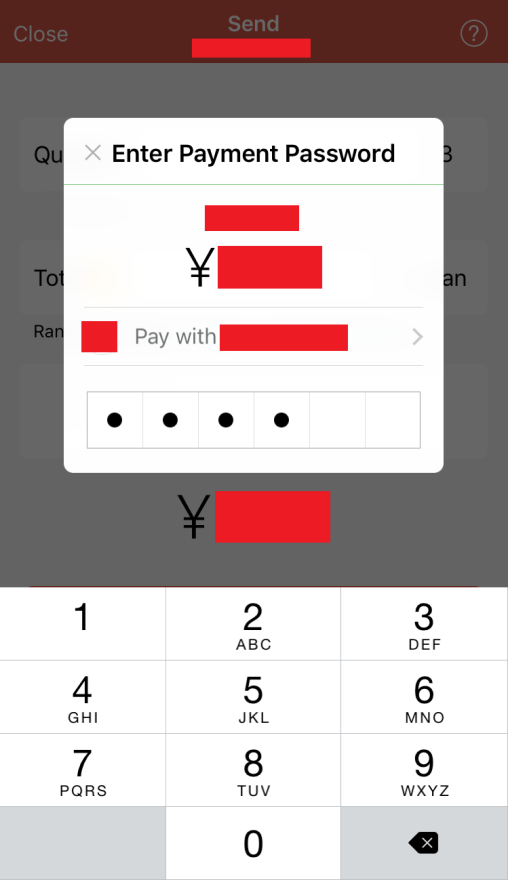 Close
Send
?
Enter Payment Password
¥
Pay with
Ran
¥
1
2
ABC
3
DEF
4
GHI
5
JKL
6
MNO
7
PQRS
8
TUV
9
WXYZ
0